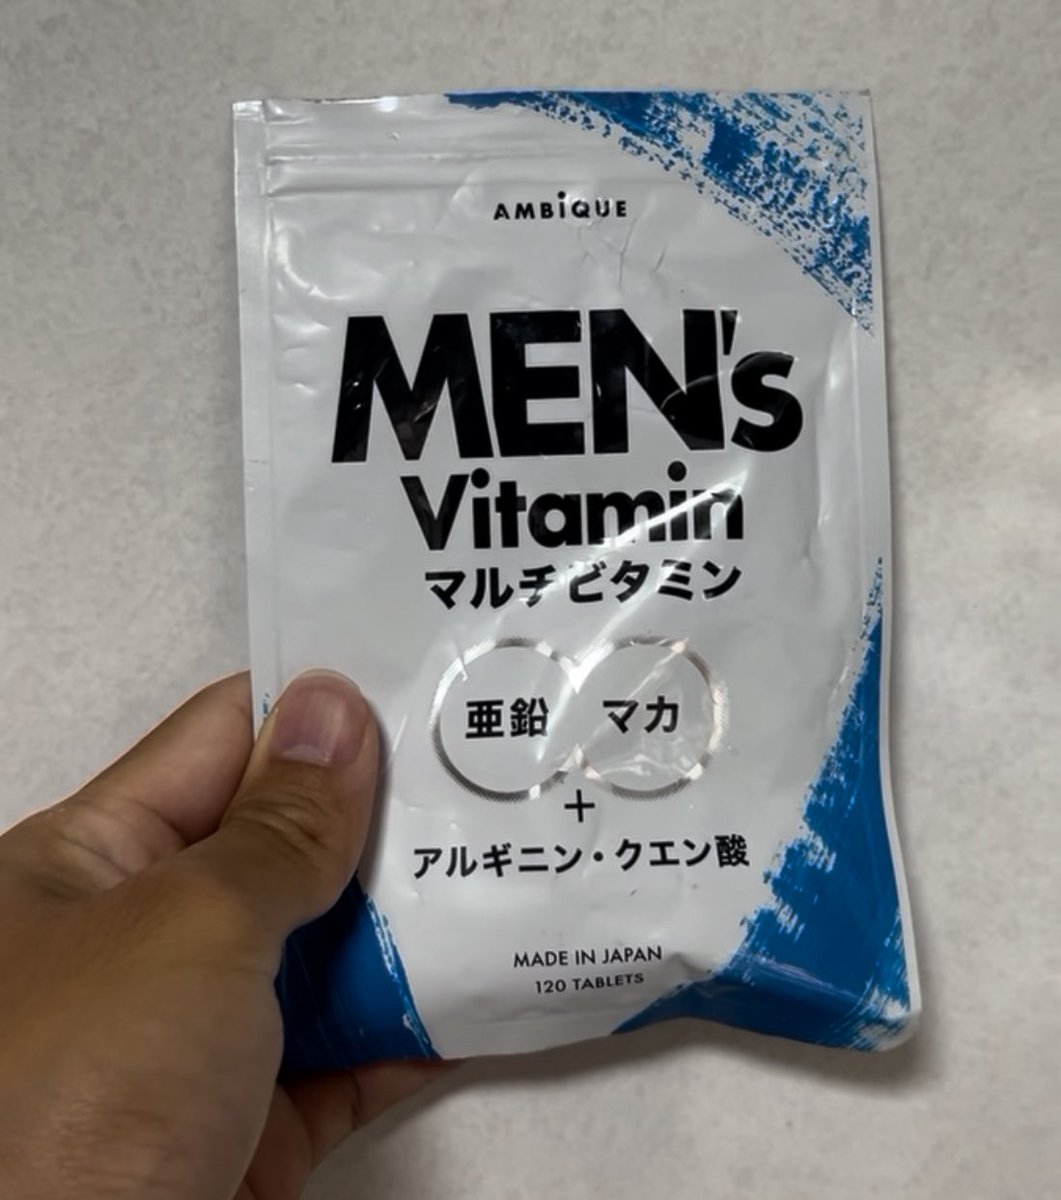 AMBiQUE
MEN's
Vitamin
マルチビタミン
亜鉛 マカ
+
アルギニン・クエン酸
MADE IN JAPAN
120 TABLETS